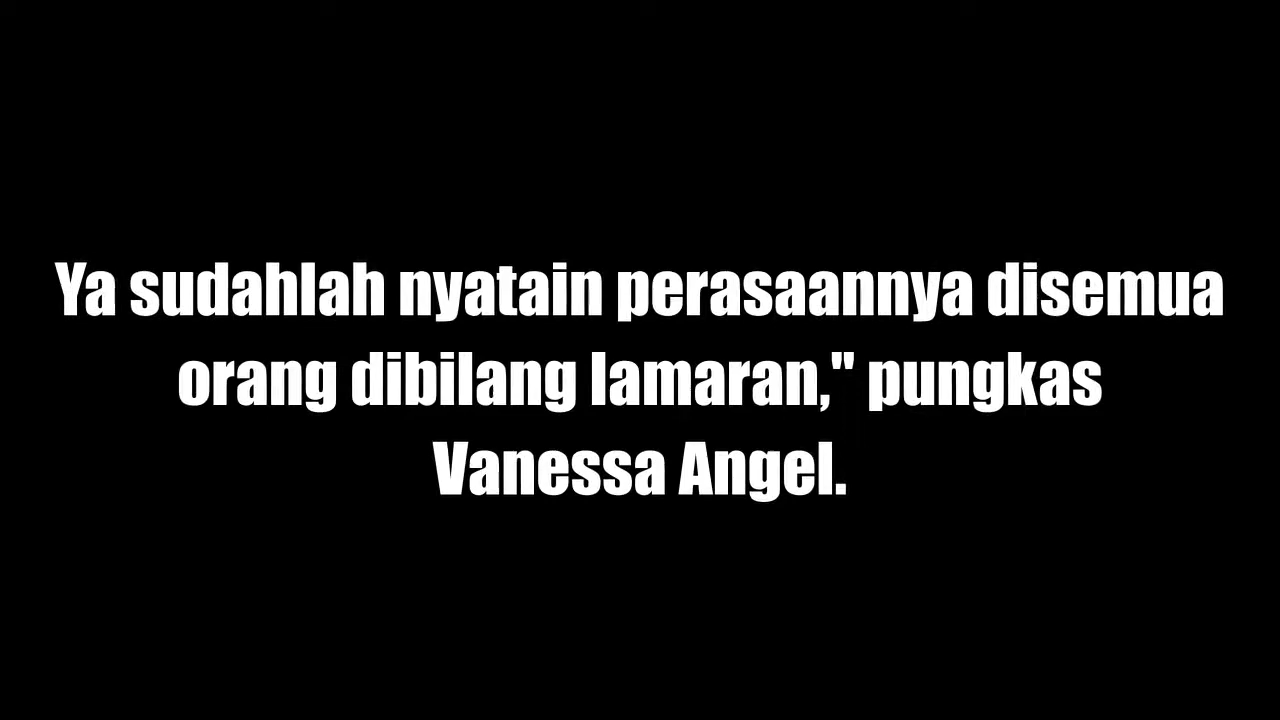 Ya sudahlah nyatain perasaannya disemua
orang dibilang lamaran," pungkas
Vanessa Angel.